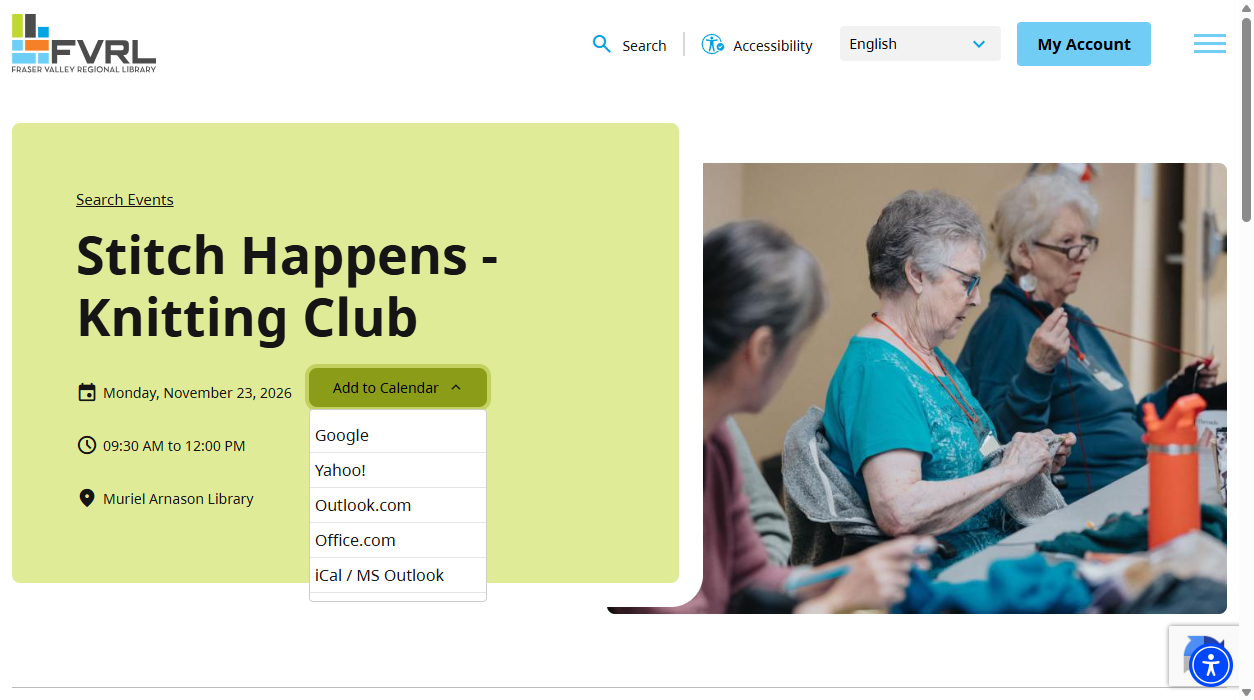 FVRL
FRASER VALLEY REGIONAL LIBRARY
Search
Accessibility
English
My Account
Search Events
Stitch Happens -
Knitting Club
Monday, November 23, 2026
Add to Calendar
09:30 AM to 12:00 PM
Muriel Arnason Library
Google
Yahoo!
Outlook.com
Office.com
iCal / MS Outlook